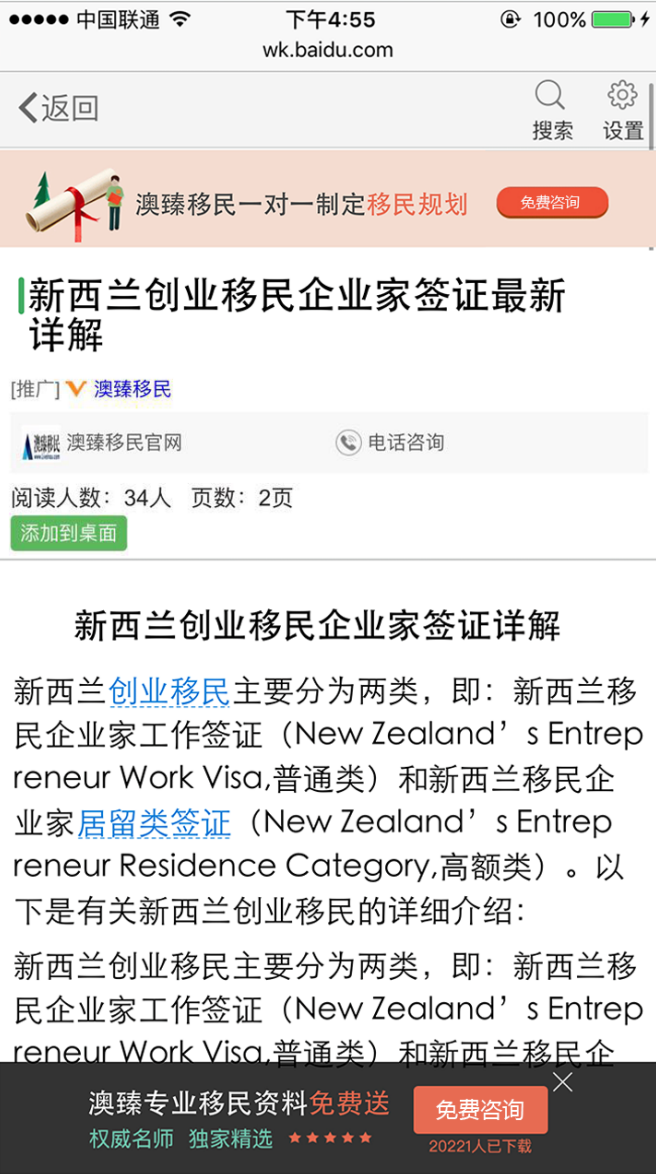 中国联通 下午4:55 100%
wk.baidu.com
返回 搜索 设置
澳臻移民一对一制定移民规划 免费咨询
新西兰创业移民企业家签证最新
详解
[推广] 澳臻移民
澳臻移民 澳臻移民官网 电话咨询
阅读人数：34人 页数：2页
添加到桌面
新西兰创业移民企业家签证详解
新西兰创业移民主要分为两类，即：新西兰移
民企业家工作签证（New Zealand’s Entrep
reneur Work Visa,普通类）和新西兰移民企
业家居留类签证（New Zealand’s Entrep
reneur Residence Category,高额类）。以
下是有关新西兰创业移民的详细介绍：
新西兰创业移民主要分为两类，即：新西兰移
民企业家工作签证（New Zealand’s Entrep
reneur Work Visa,普通类）和新西兰移民企
澳臻专业移民资料免费送 免费咨询
权威名师 独家精选 ★★★★★ 20221人已下载